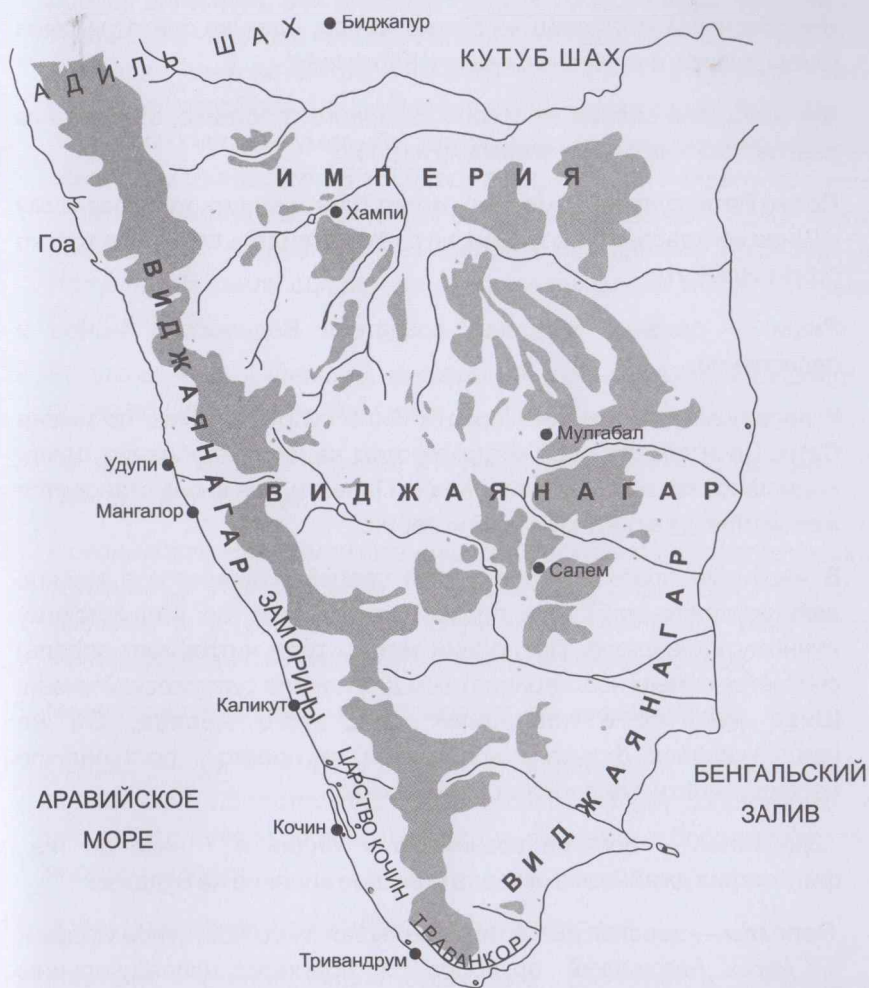 Биджапур
АДИЛЬ ШАХ
КУТУБ ШАХ
ИМПЕРИЯ
Хампи
Гоа
ВИДЖАЯНАГАР
Мулгабал
Удупи
ВИДЖАЯНАГАР
Мангалор
Салем
ЗАМОРИНЫ
Каликут
ВИДЖАЯНАГАР
БЕНГАЛЬСКИЙ
ЗАЛИВ
АРАВИЙСКОЕ
МОРЕ
ЦАРСТВО КОЧИН
Кочин
ТРАВАНКОР
Тривандрум